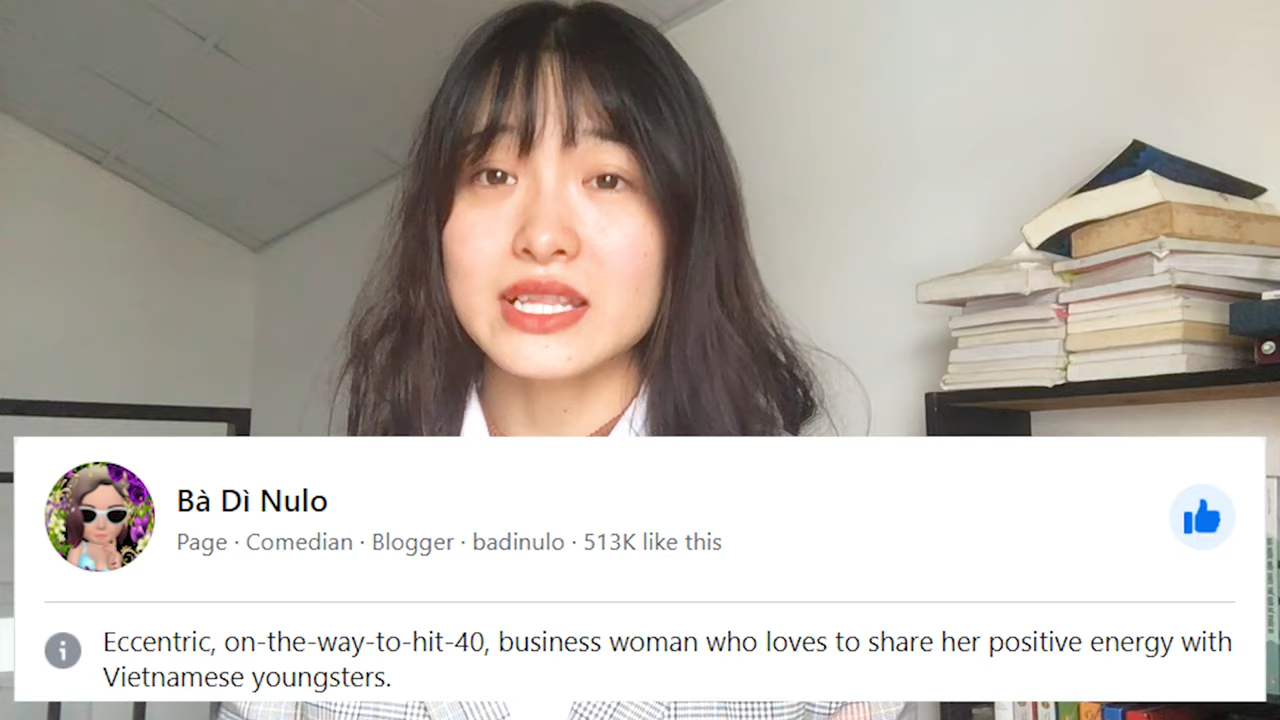 Bà Dì Nulo
Page · Comedian · Blogger · badinulo · 513K like this
Eccentric, on-the-way-to-hit-40, business woman who loves to share her positive energy with
Vietnamese youngsters.